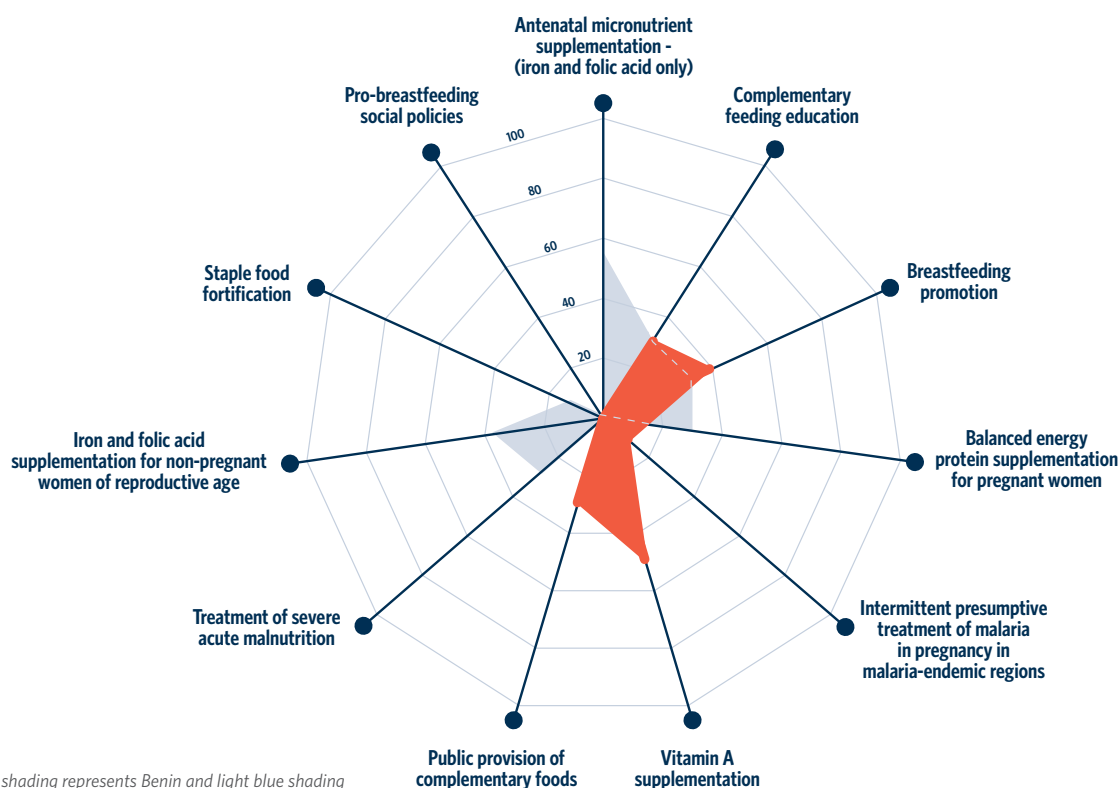 Antenatal micronutrient
supplementation -
(iron and folic acid only)
Pro-breastfeeding
social policies
Complementary
feeding education
100
80
60
40
20
Staple food
fortification
Breastfeeding
promotion
Iron and folic acid
supplementation for non-pregnant
women of reproductive age
Balanced energy
protein supplementation
for pregnant women
Treatment of severe
acute malnutrition
Intermittent presumptive
treatment of malaria
in pregnancy in
malaria-endemic regions
Public provision of
complementary foods
Vitamin A
supplementation
shading represents Benin and light blue shading